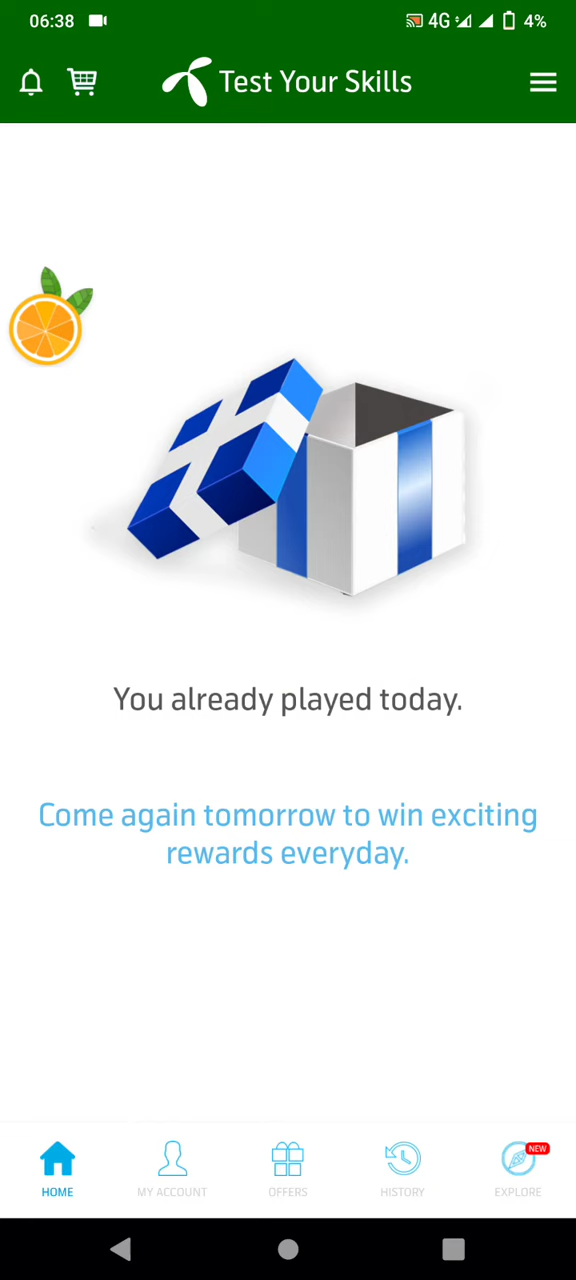 06:38 4G 4%
Test Your Skills
You already played today.
Come again tomorrow to win exciting
rewards everyday.
NEW
HOME MY ACCOUNT OFFERS HISTORY EXPLORE